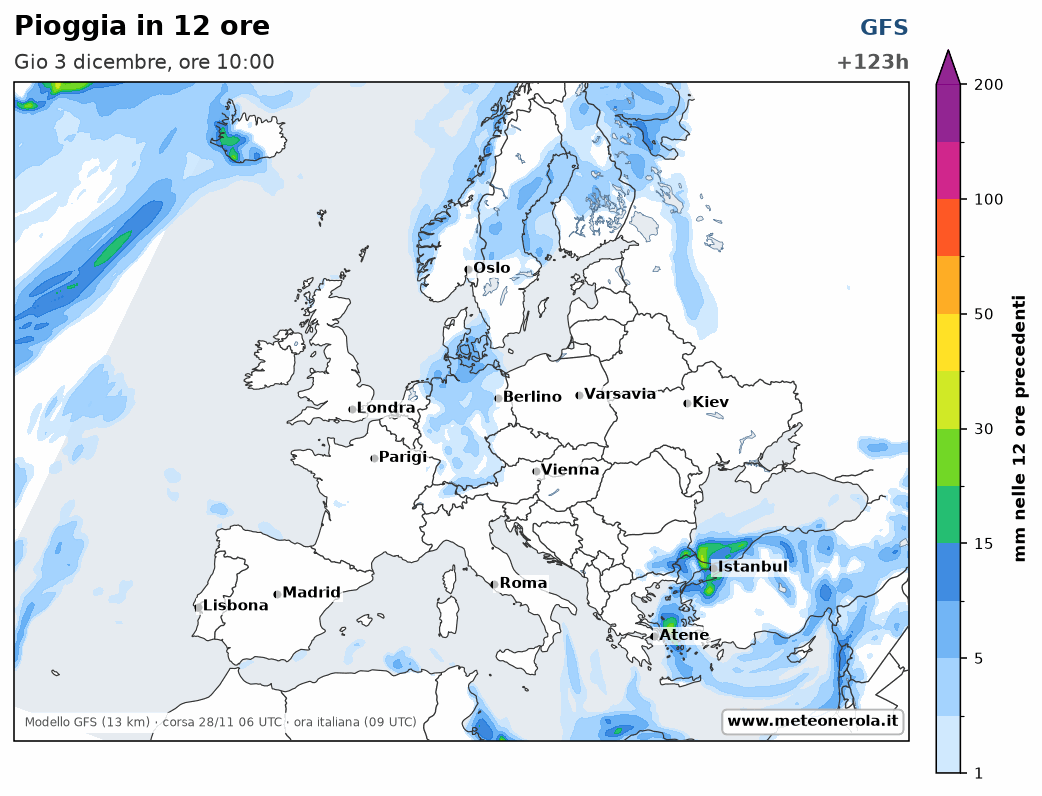 Pioggia in 12 ore
GFS
Gio 3 dicembre, ore 10:00
+123h
200
100
50
30
15
5
1
mm nelle 12 ore precedenti
Oslo
Berlino
Varsavia
Kiev
Londra
Parigi
Vienna
Istanbul
Roma
Madrid
Lisbona
Atene
Modello GFS (13 km) · corsa 28/11 06 UTC · ora italiana (09 UTC)
www.meteonerola.it